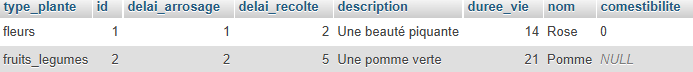 type_plante id delai_arrosage delai_recolte description duree_vie nom comestibilite
fleurs 1 1 2 Une beauté piquante 14 Rose 0
fruits_legumes 2 2 5 Une pomme verte 21 Pomme NULL